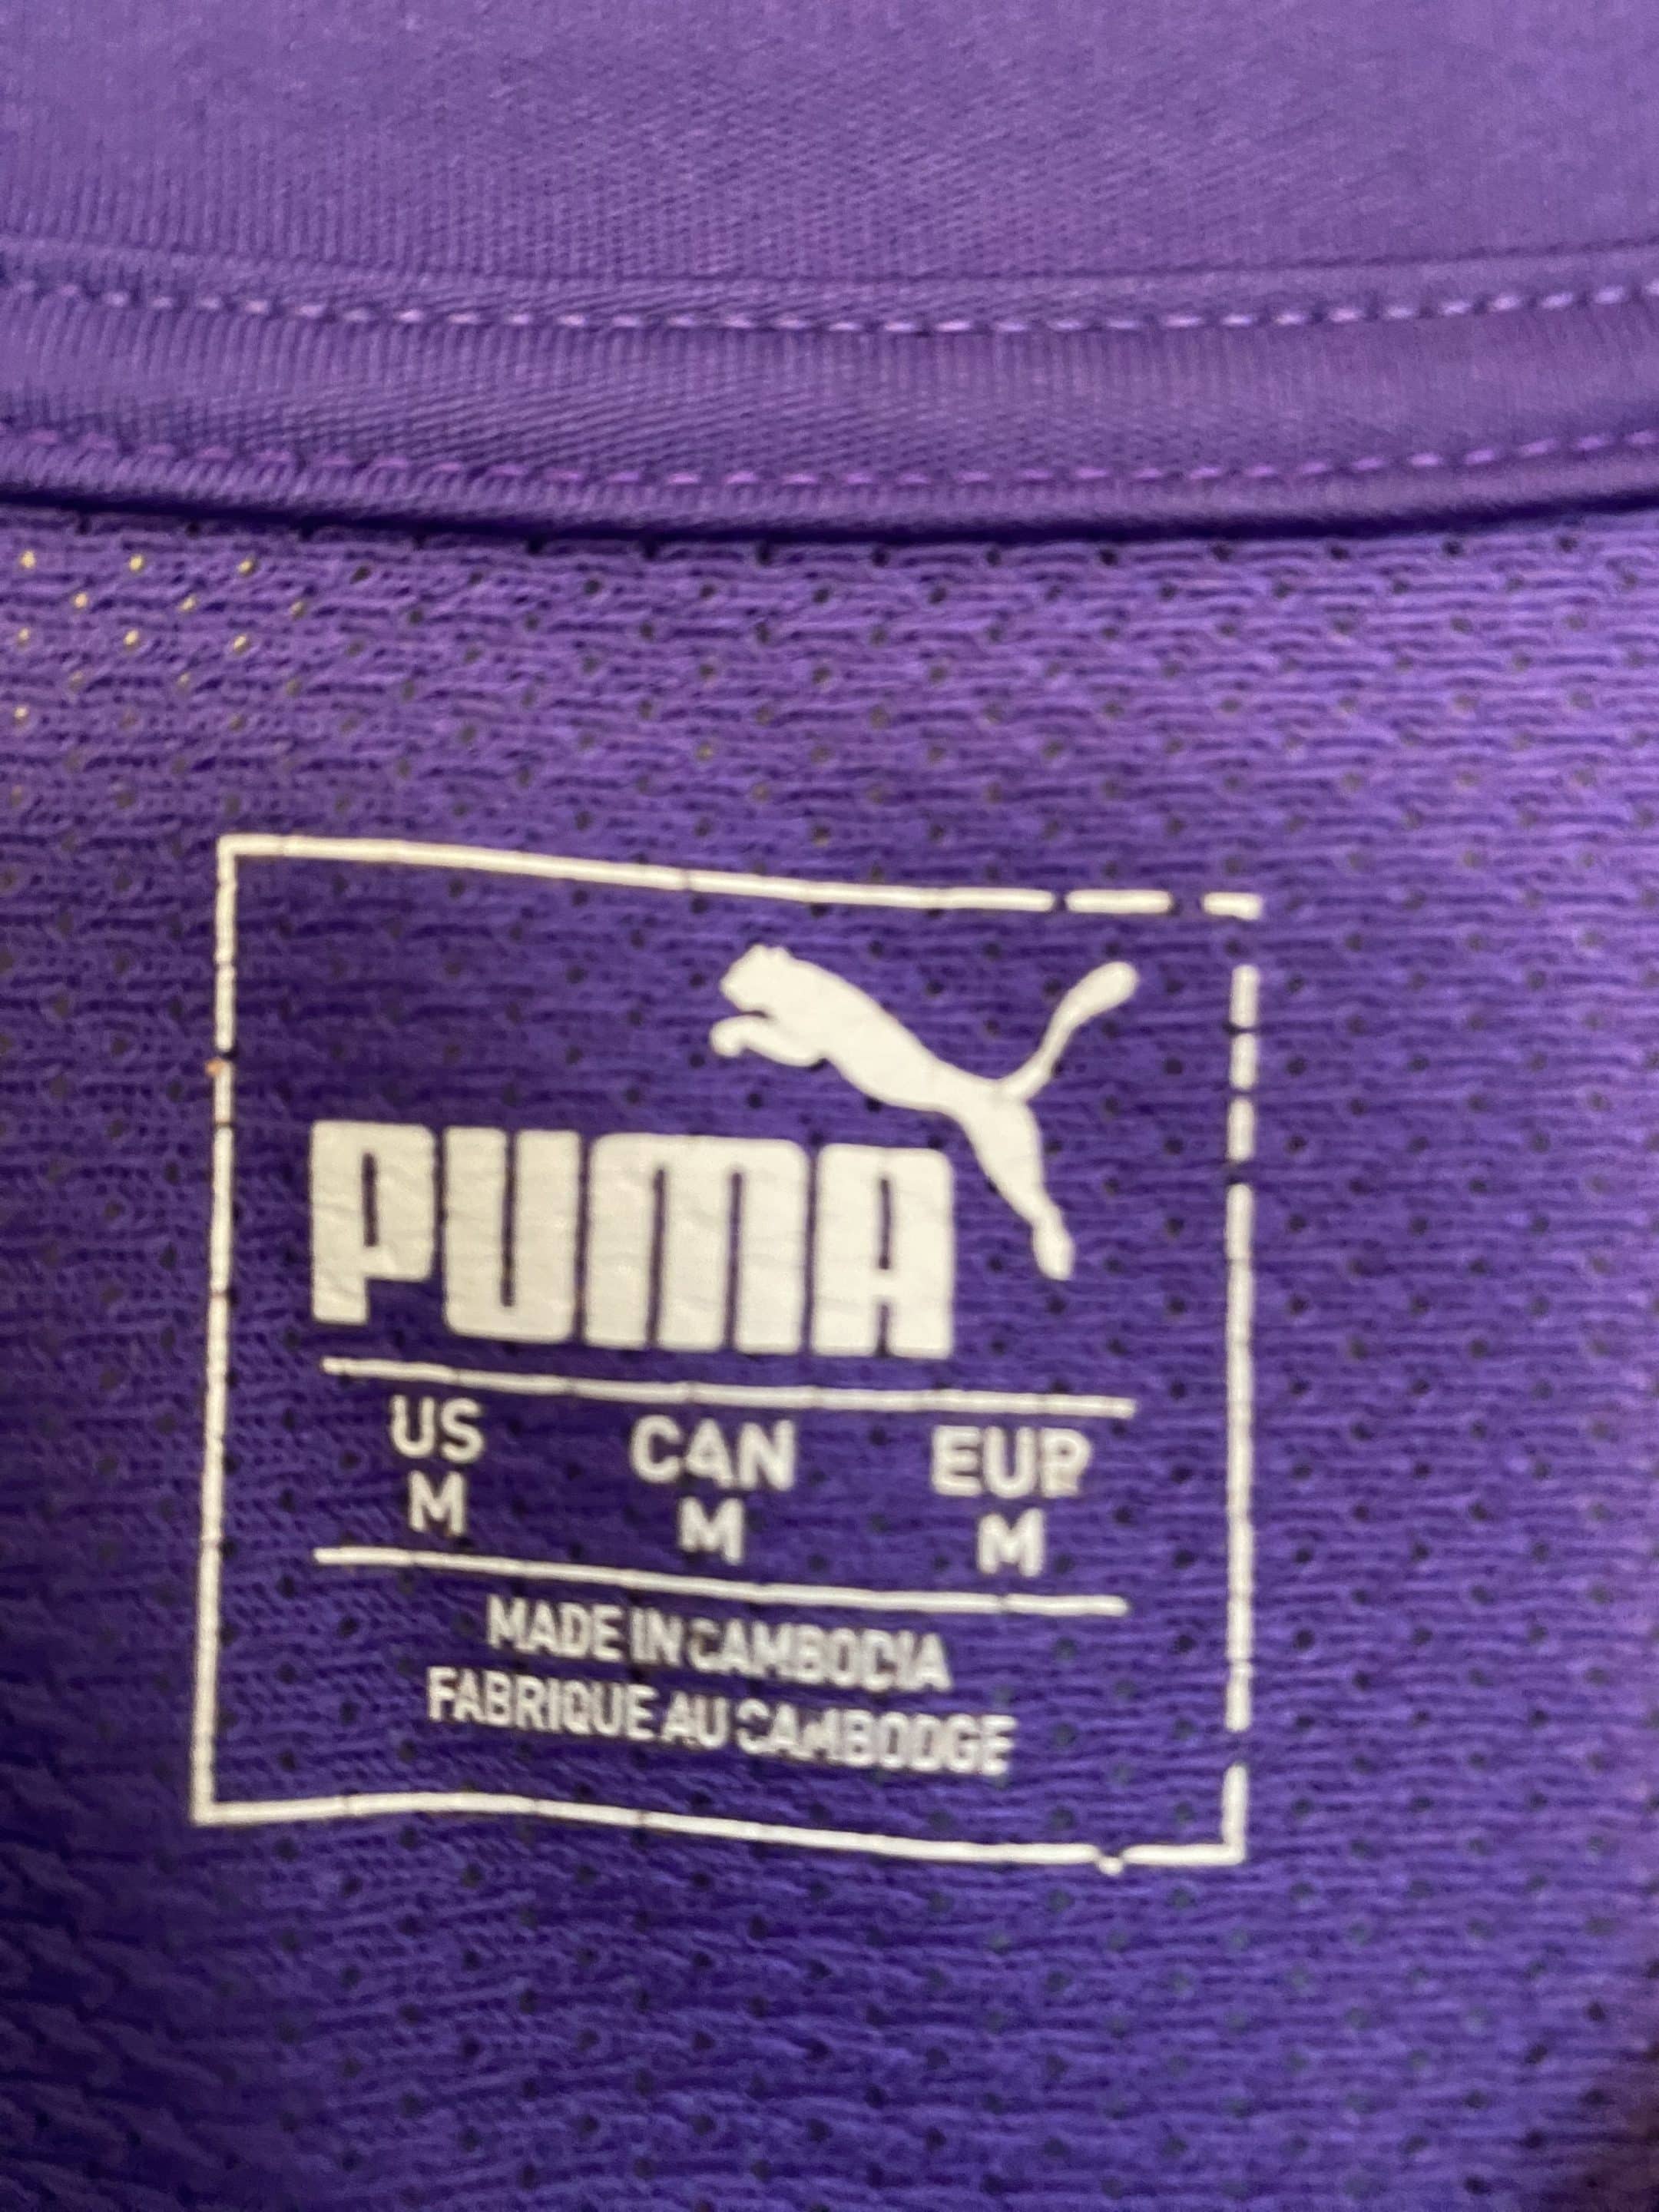 PUMA
US CAN EUR
M M M
MADE IN CAMBODIA
FABRIQUE AU CAMBODGE